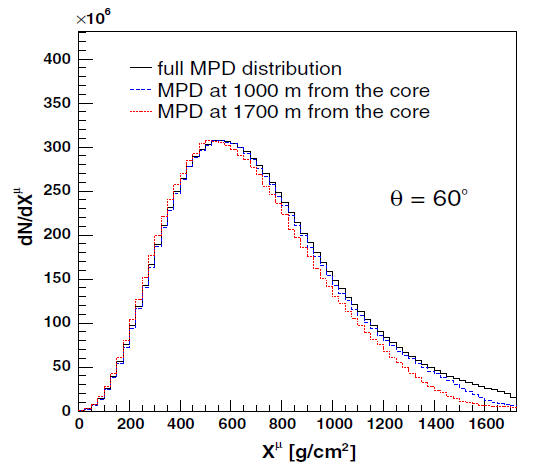 ×10⁶
400
350
300
250
200
150
100
50
0
dN/dX^μ
full MPD distribution
MPD at 1000 m from the core
MPD at 1700 m from the core
θ = 60°
0 200 400 600 800 1000 1200 1400 1600
X^μ [g/cm²]